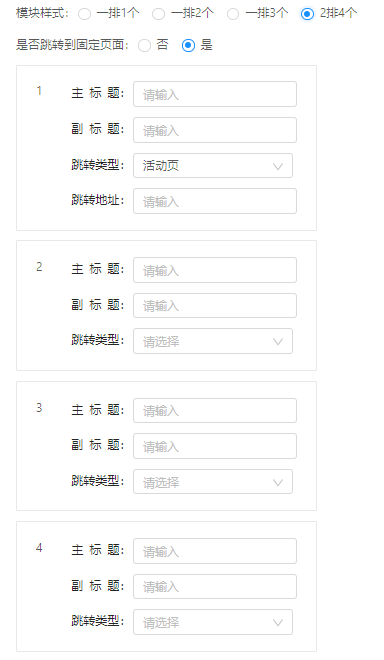 模块样式: 一排1个 一排2个 一排3个 2排4个
是否跳转到固定页面: 否 是
1 主 标 题: 请输入
副 标 题: 请输入
跳转类型: 活动页
跳转地址: 请输入
2 主 标 题: 请输入
副 标 题: 请输入
跳转类型: 请选择
3 主 标 题: 请输入
副 标 题: 请输入
跳转类型: 请选择
4 主 标 题: 请输入
副 标 题: 请输入
跳转类型: 请选择